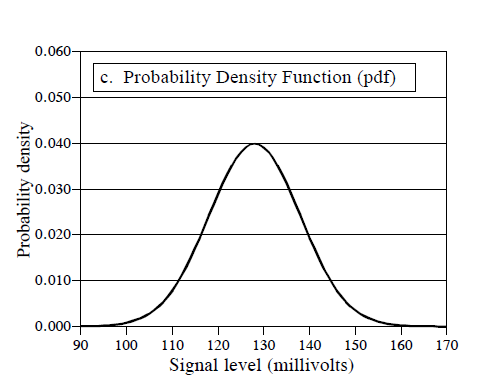 0.060
c. Probability Density Function (pdf)
0.050
0.040
0.030
0.020
0.010
0.000
Probability density
90 100 110 120 130 140 150 160 170
Signal level (millivolts)